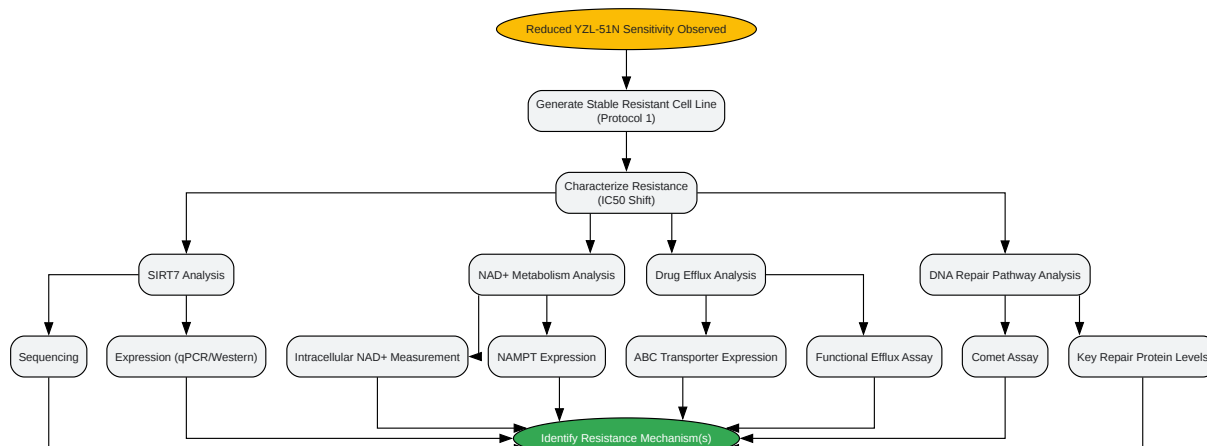 Reduced YZL-51N Sensitivity Observed
Generate Stable Resistant Cell Line
(Protocol 1)
Characterize Resistance
(IC50 Shift)
SIRT7 Analysis
NAD+ Metabolism Analysis
Drug Efflux Analysis
DNA Repair Pathway Analysis
Sequencing
Expression (qPCR/Western)
Intracellular NAD+ Measurement
NAMPT Expression
ABC Transporter Expression
Functional Efflux Assay
Comet Assay
Key Repair Protein Levels
Identify Resistance Mechanism(s)